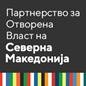 Партнерство за
Отворена
Власт на
Северна
Македонија